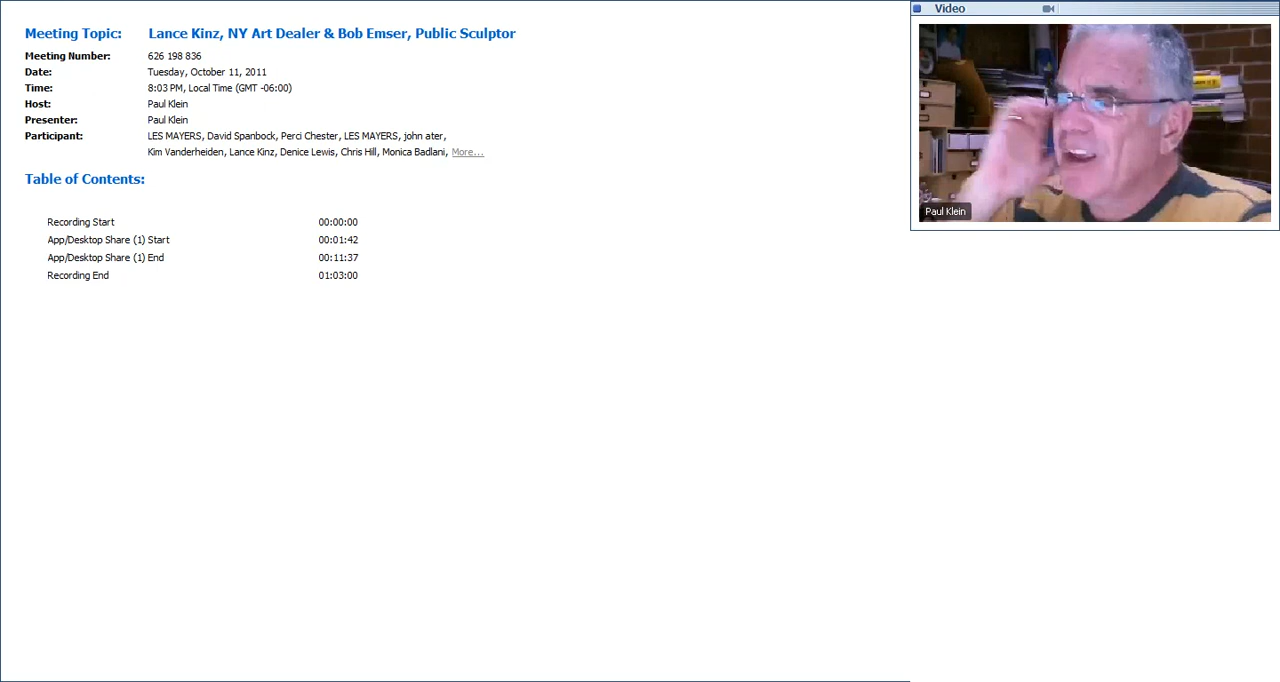 Meeting Topic: Lance Kinz, NY Art Dealer & Bob Emser, Public Sculptor
Meeting Number: 626 198 836
Date: Tuesday, October 11, 2011
Time: 8:03 PM, Local Time (GMT -06:00)
Host: Paul Klein
Presenter: Paul Klein
Participant: LES MAYERS, David Spanbock, Perci Chester, LES MAYERS, john ater,
Kim Vanderheiden, Lance Kinz, Denice Lewis, Chris Hill, Monica Badlani, More...
Table of Contents:
Recording Start 00:00:00
App/Desktop Share (1) Start 00:01:42
App/Desktop Share (1) End 00:11:37
Recording End 01:03:00
Video
Paul Klein